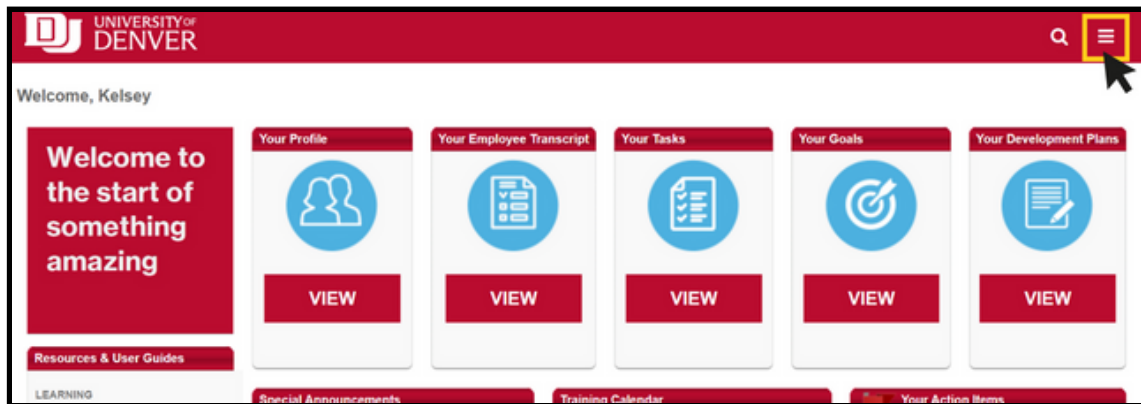 UNIVERSITY OF
DENVER
Welcome, Kelsey
Welcome to
the start of
something
amazing
Your Profile
VIEW
Your Employee Transcript
VIEW
Your Tasks
VIEW
Your Goals
VIEW
Your Development Plans
VIEW
Resources & User Guides
LEARNING
Special Announcements
Training Calendar
Your Action Items